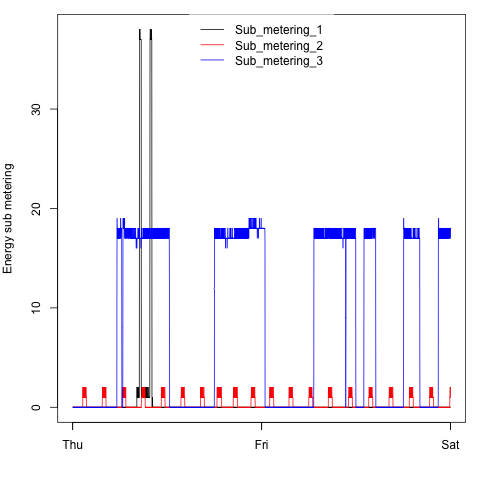 Sub_metering_1
Sub_metering_2
Sub_metering_3
Energy sub metering
30
20
10
0
Thu
Fri
Sat